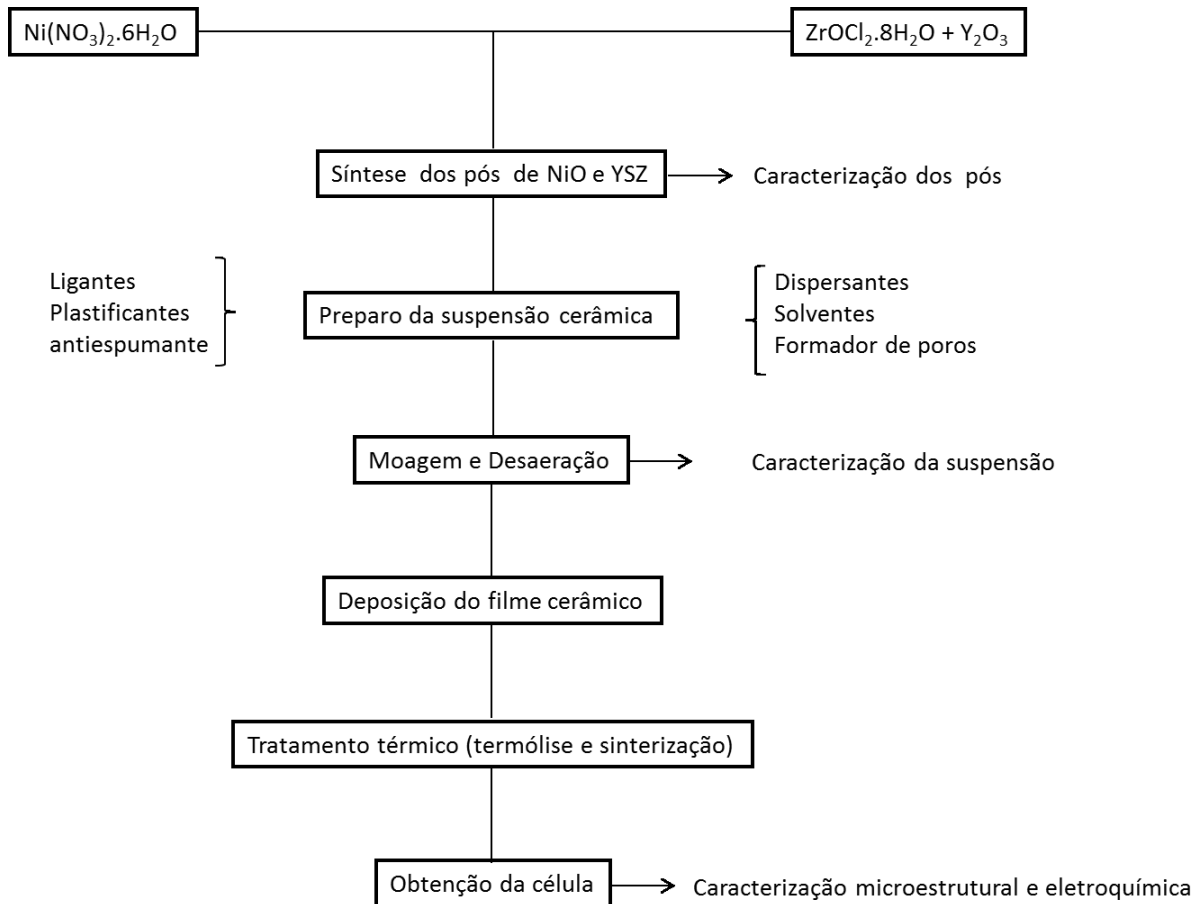 Ni(NO₃)₂.6H₂O
ZrOCl₂.8H₂O + Y₂O₃
Síntese dos pós de NiO e YSZ
Caracterização dos pós
Ligantes
Plastificantes
antiespumante
Preparo da suspensão cerâmica
Dispersantes
Solventes
Formador de poros
Moagem e Desaeração
Caracterização da suspensão
Deposição do filme cerâmico
Tratamento térmico (termólise e sinterização)
Obtenção da célula
Caracterização microestrutural e eletroquímica